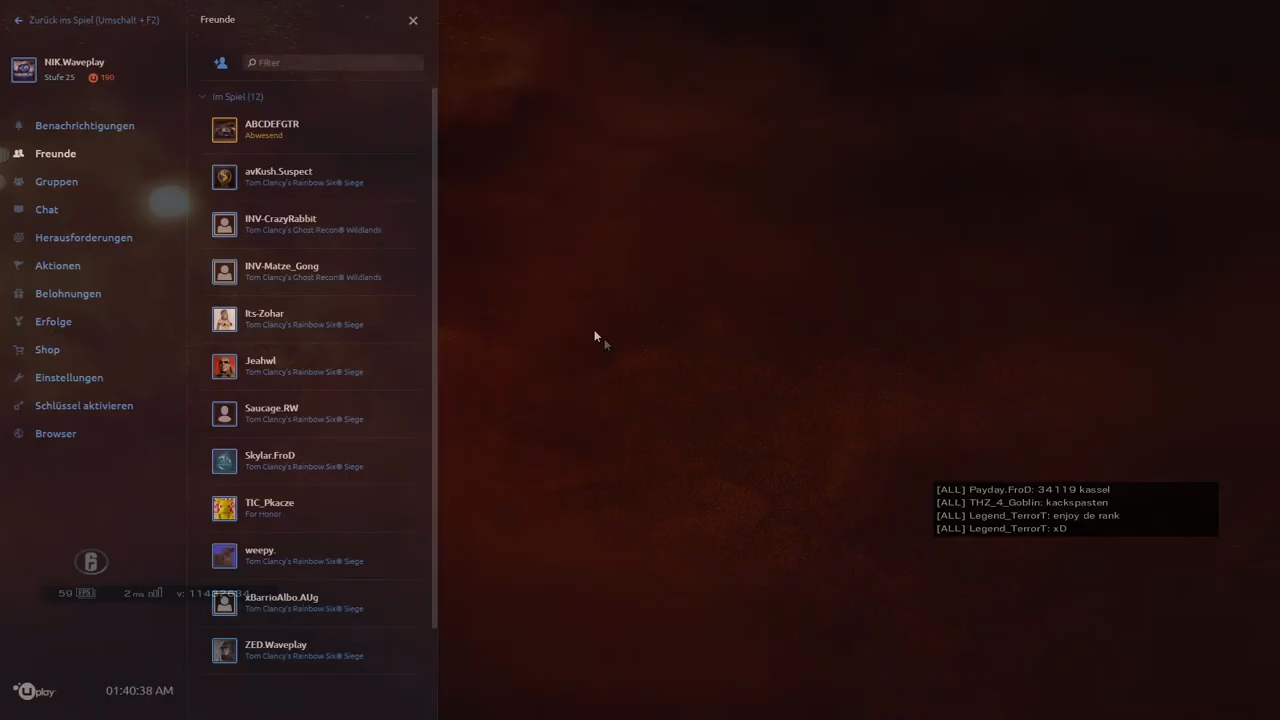 Zurück ins Spiel (Umschalt + F2)
NIK.Waveplay
Stufe 25 190
Benachrichtigungen
Freunde
Gruppen
Chat
Herausforderungen
Aktionen
Belohnungen
Erfolge
Shop
Einstellungen
Schlüssel aktivieren
Browser
59 FPS 2 ms
uplay
01:40:38 AM
Freunde
Filter
Im Spiel (12)
ABCDEFGTR
Abwesend
avKush.Suspect
Tom Clancy's Rainbow Six® Siege
INV-CrazyRabbit
Tom Clancy's Ghost Recon® Wildlands
INV-Matze_Gong
Tom Clancy's Ghost Recon® Wildlands
Its-Zohar
Tom Clancy's Rainbow Six® Siege
Jeahwl
Tom Clancy's Rainbow Six® Siege
Saucage.RW
Tom Clancy's Rainbow Six® Siege
Skylar.FroD
Tom Clancy's Rainbow Six® Siege
TIC_Pkacze
For Honor
weepy.
Tom Clancy's Rainbow Six® Siege
xBarrioAlbo.AUg
Tom Clancy's Rainbow Six® Siege
ZED.Waveplay
Tom Clancy's Rainbow Six® Siege
[ALL] Payday.FroD: 34119 kassel
[ALL] THZ_4_Goblin: kackspasten
[ALL] Legend_TerrorT: enjoy de rank
[ALL] Legend_TerrorT: xD